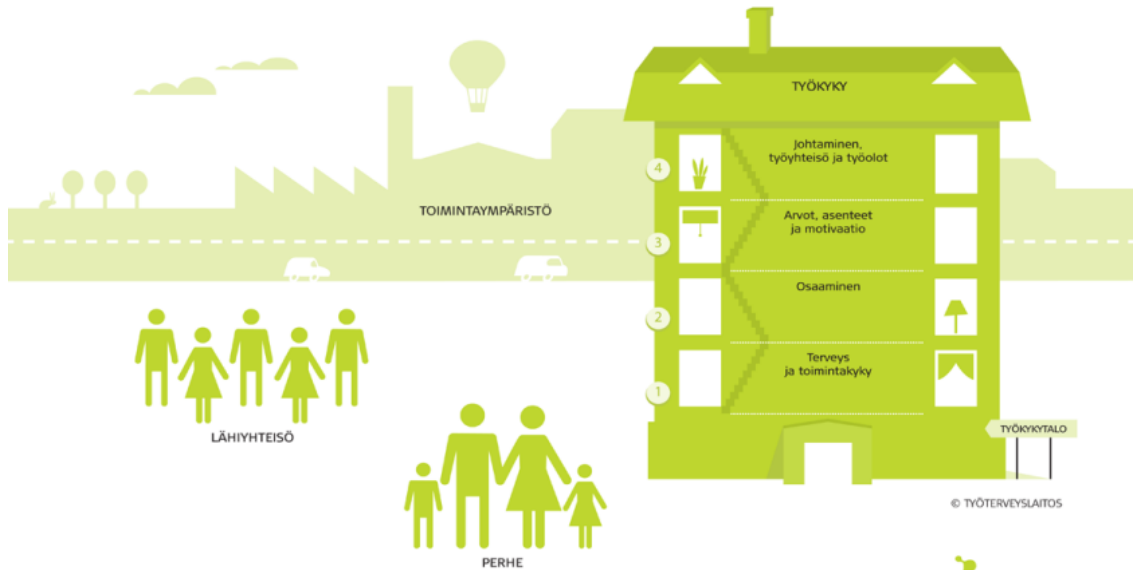 TYÖKYKY
4
Johtaminen,
työyhteisö ja työolot
TOIMINTAYMPÄRISTÖ
3
Arvot, asenteet
ja motivaatio
2
Osaaminen
1
Terveys
ja toimintakyky
LÄHIYHTEISÖ
TYÖKYKYTALO
© TYÖTERVEYSLAITOS
PERHE